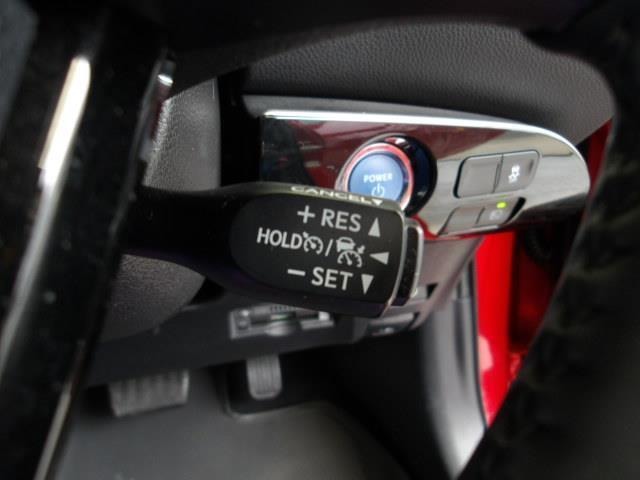 POWER
CANCEL▼
+ RES ▲
HOLD / ◀
− SET ▼